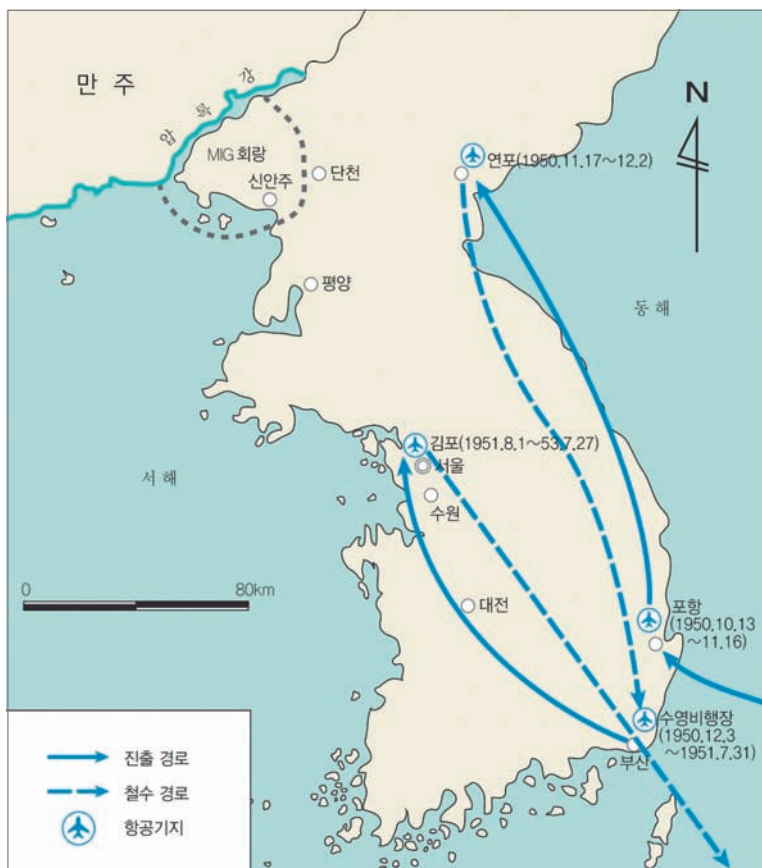 만 주
압 록 강
MIG 회랑
신안주
단천
연포(1950.11.17~12.2)
N
평양
동 해
김포(1951.8.1~53.7.27)
서울
서 해
수원
0 80km
대전
포항
(1950.10.13
~11.16)
수영비행장
(1950.12.3
~1951.7.31)
부산
진출 경로
철수 경로
항공기지